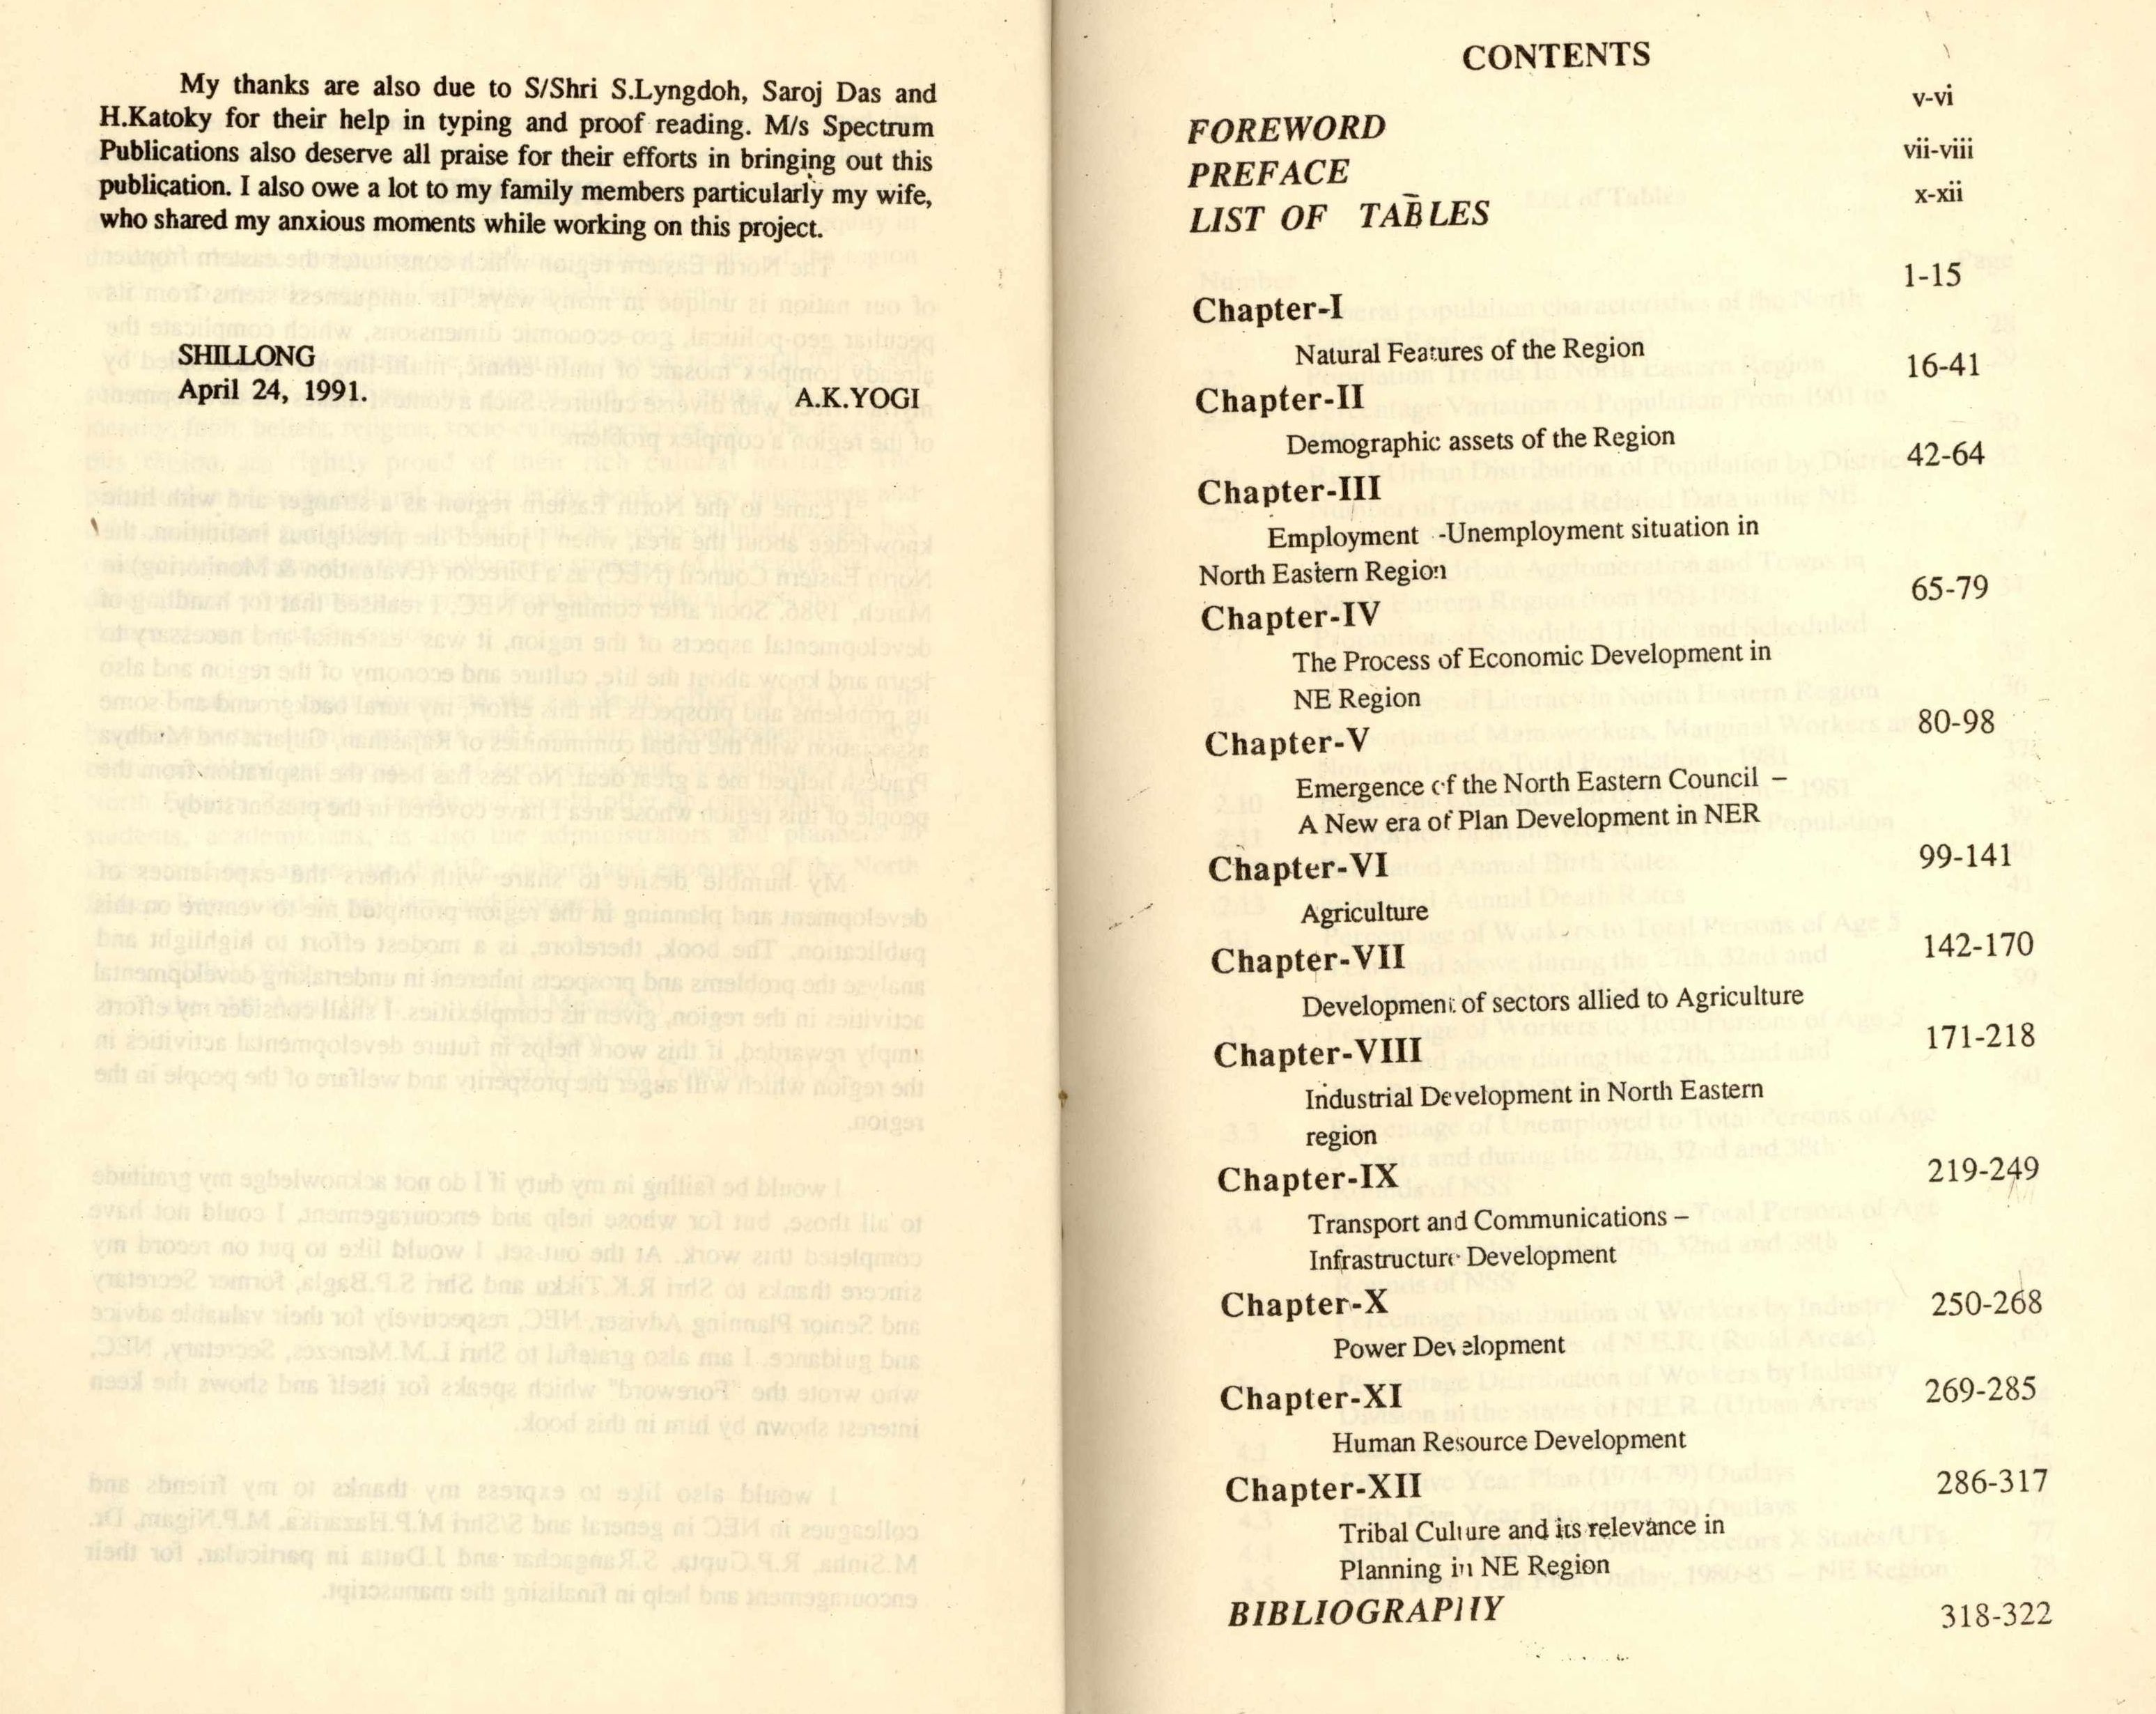 My thanks are also due to S/Shri S.Lyngdoh, Saroj Das and
H.Katoky for their help in typing and proof reading. M/s Spectrum
Publications also deserve all praise for their efforts in bringing out this
publication. I also owe a lot to my family members particularly my wife,
who shared my anxious moments while working on this project.
SHILLONG
April 24, 1991.
A.K.YOGI
CONTENTS
FOREWORD v-vi
PREFACE vii-viii
LIST OF TABLES x-xii
Chapter-I 1-15
Natural Features of the Region
Chapter-II 16-41
Demographic assets of the Region
Chapter-III 42-64
Employment -Unemployment situation in
North Eastern Region
Chapter-IV 65-79
The Process of Economic Development in
NE Region
Chapter-V 80-98
Emergence of the North Eastern Council –
A New era of Plan Development in NER
Chapter-VI 99-141
Agriculture
Chapter-VII 142-170
Development of sectors allied to Agriculture
Chapter-VIII 171-218
Industrial Development in North Eastern
region
Chapter-IX 219-249
Transport and Communications –
Infrastructure Development
Chapter-X 250-268
Power Development
Chapter-XI 269-285
Human Resource Development
Chapter-XII 286-317
Tribal Culture and its relevance in
Planning in NE Region
BIBLIOGRAPHY 318-322